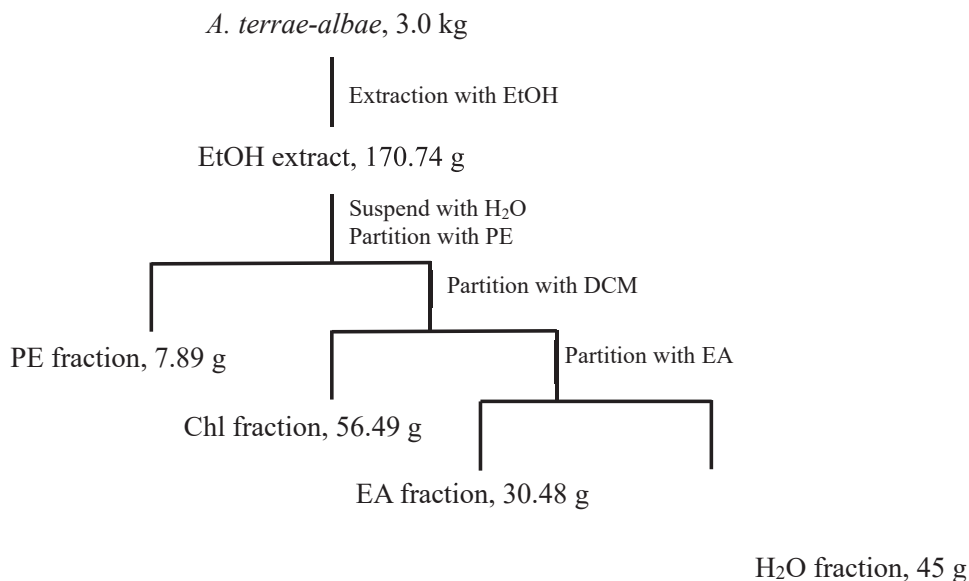 A. terrae-albae, 3.0 kg
Extraction with EtOH
EtOH extract, 170.74 g
Suspend with H₂O
Partition with PE
Partition with DCM
PE fraction, 7.89 g
Partition with EA
Chl fraction, 56.49 g
EA fraction, 30.48 g
H₂O fraction, 45 g